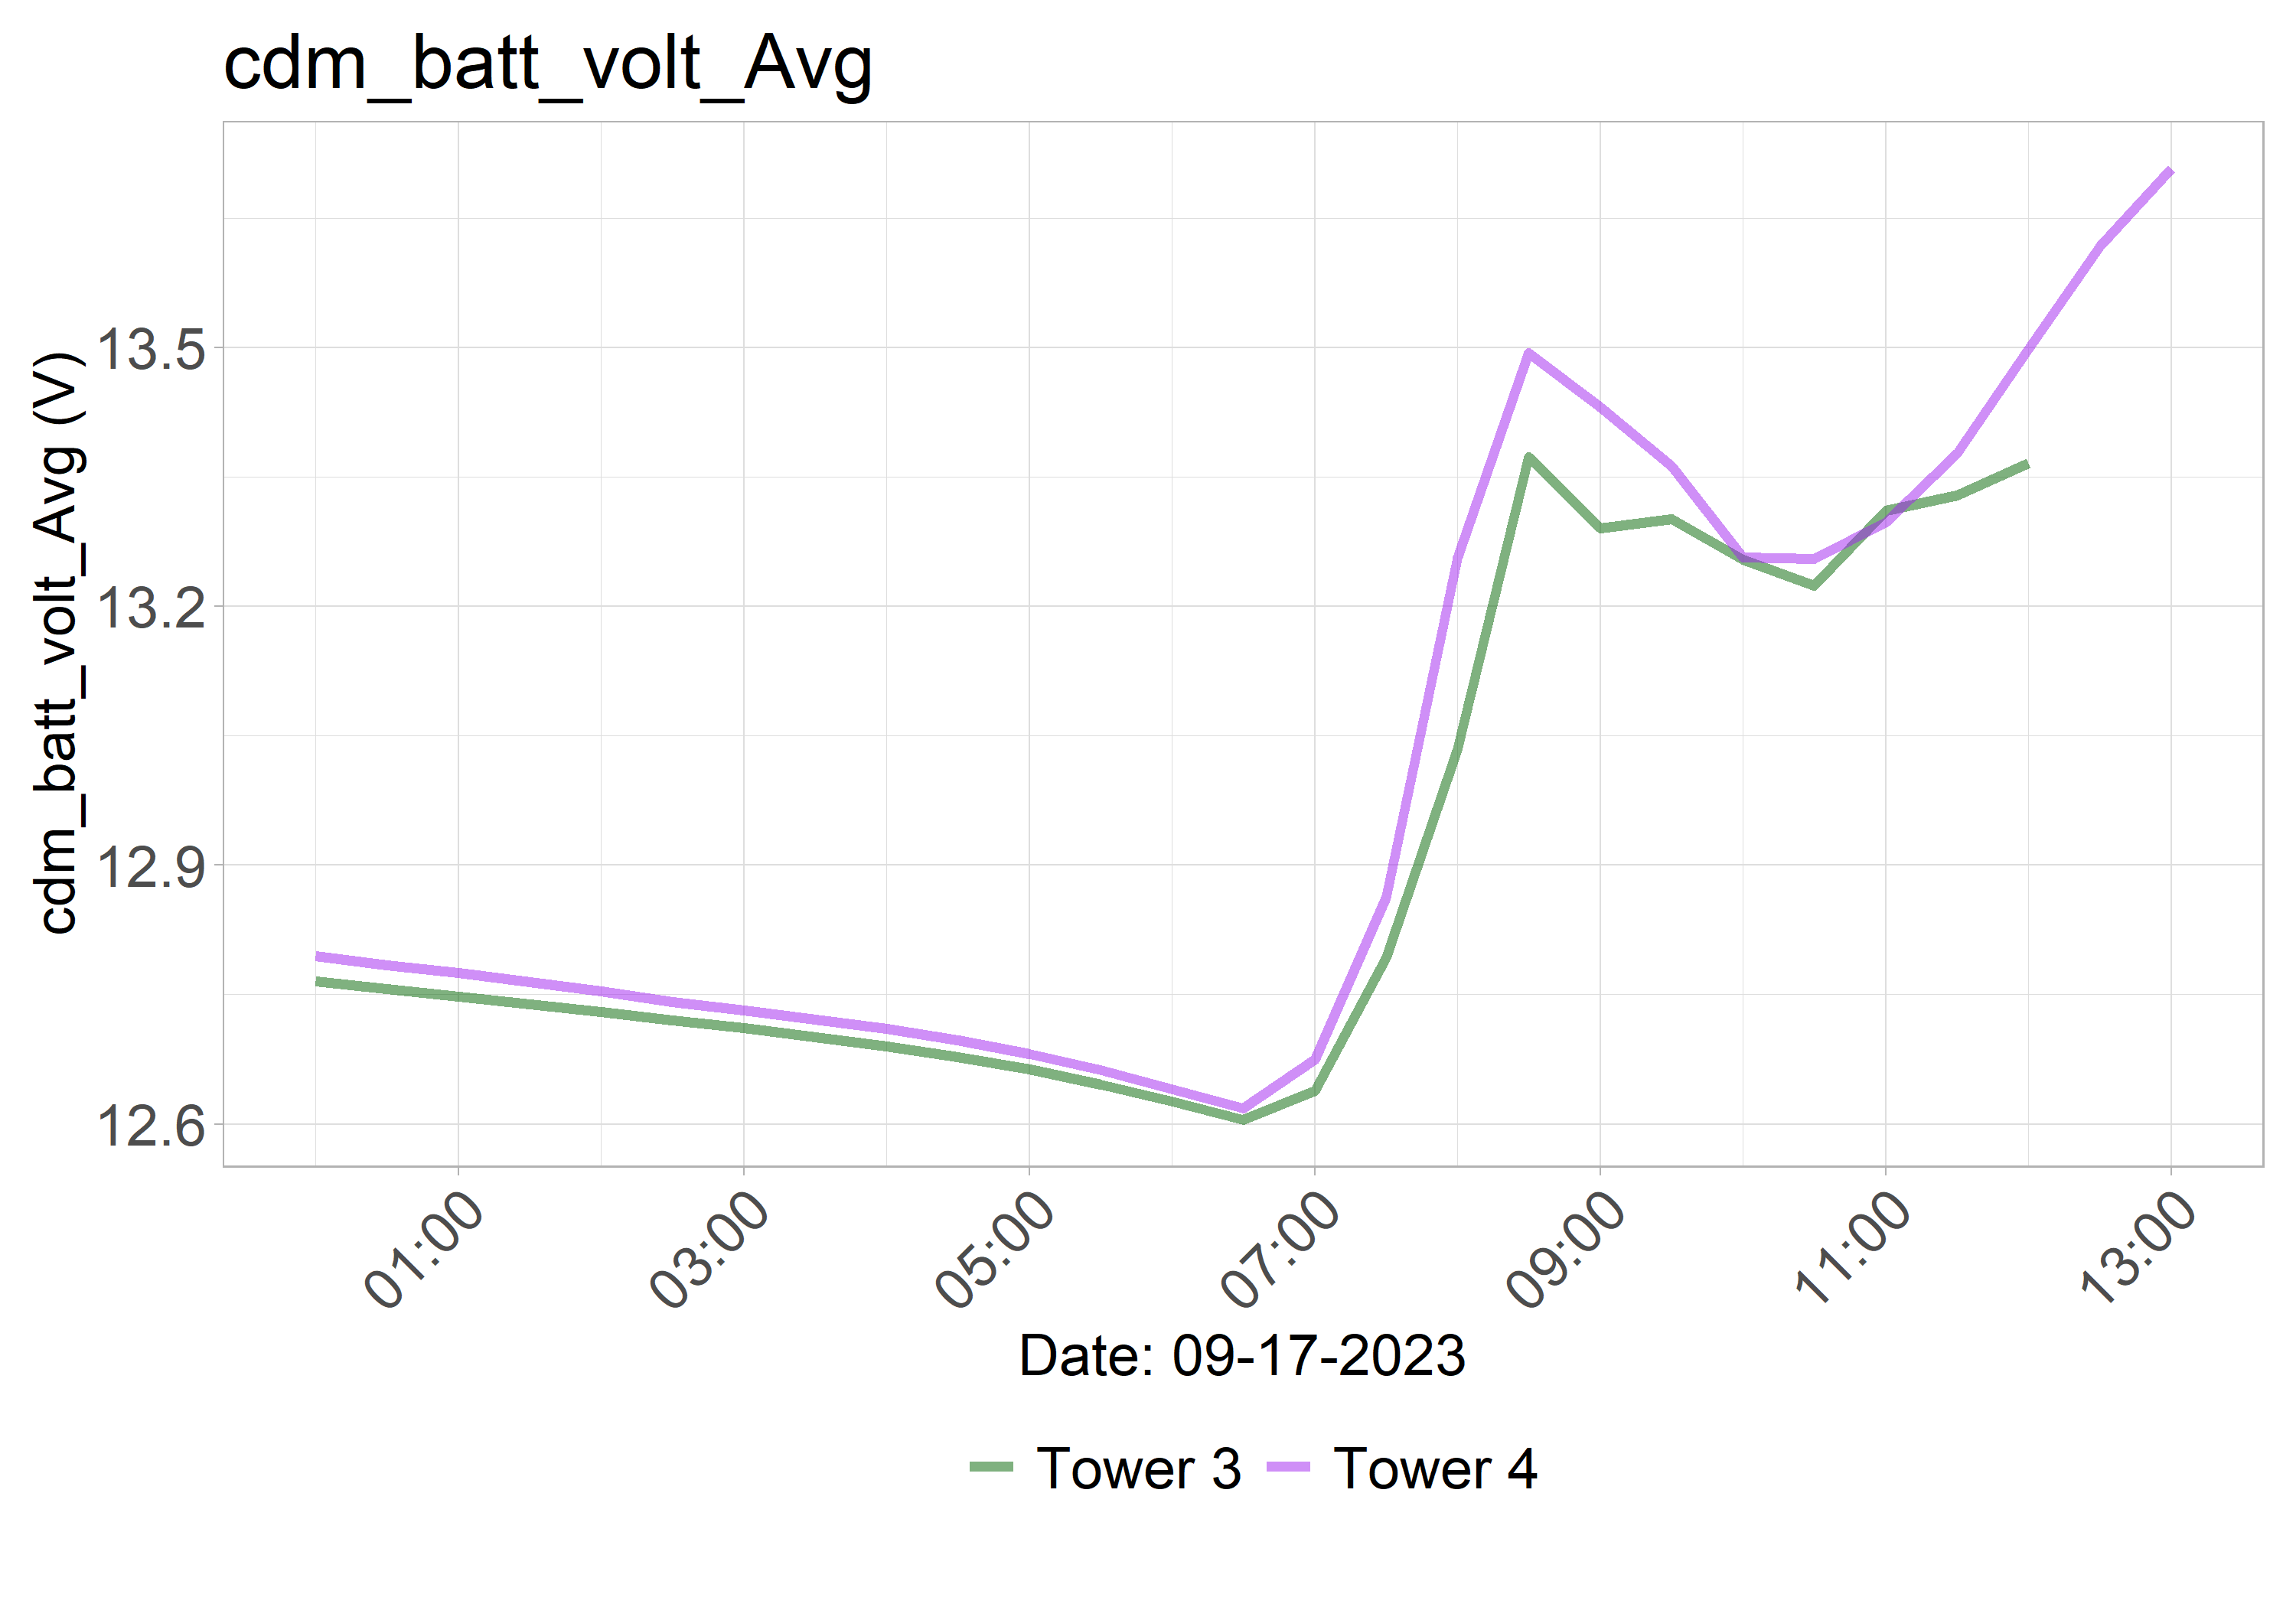 cdm_batt_volt_Avg
cdm_batt_volt_Avg (V)
13.5
13.2
12.9
12.6
01:00 03:00 05:00 07:00 09:00 11:00 13:00
Date: 09-17-2023
Tower 3 Tower 4